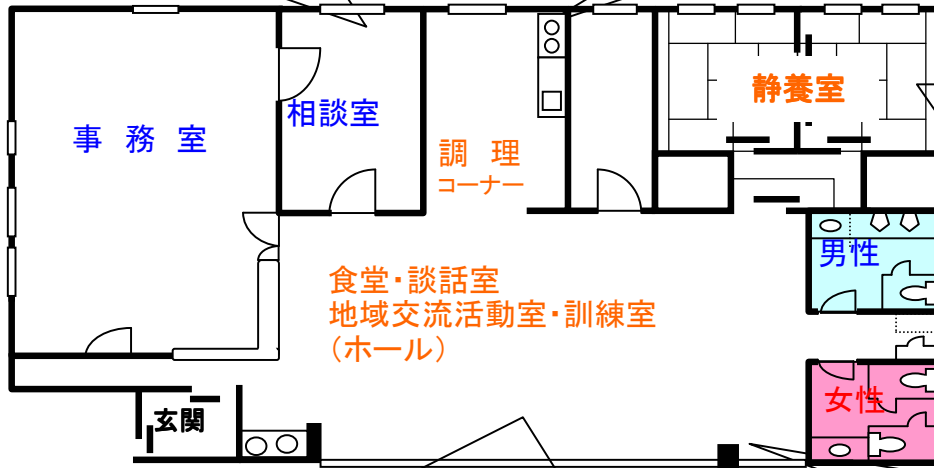 事 務 室
相談室
調 理
コーナー
静養室
食堂・談話室
地域交流活動室・訓練室
（ホール）
男性
女性
玄関